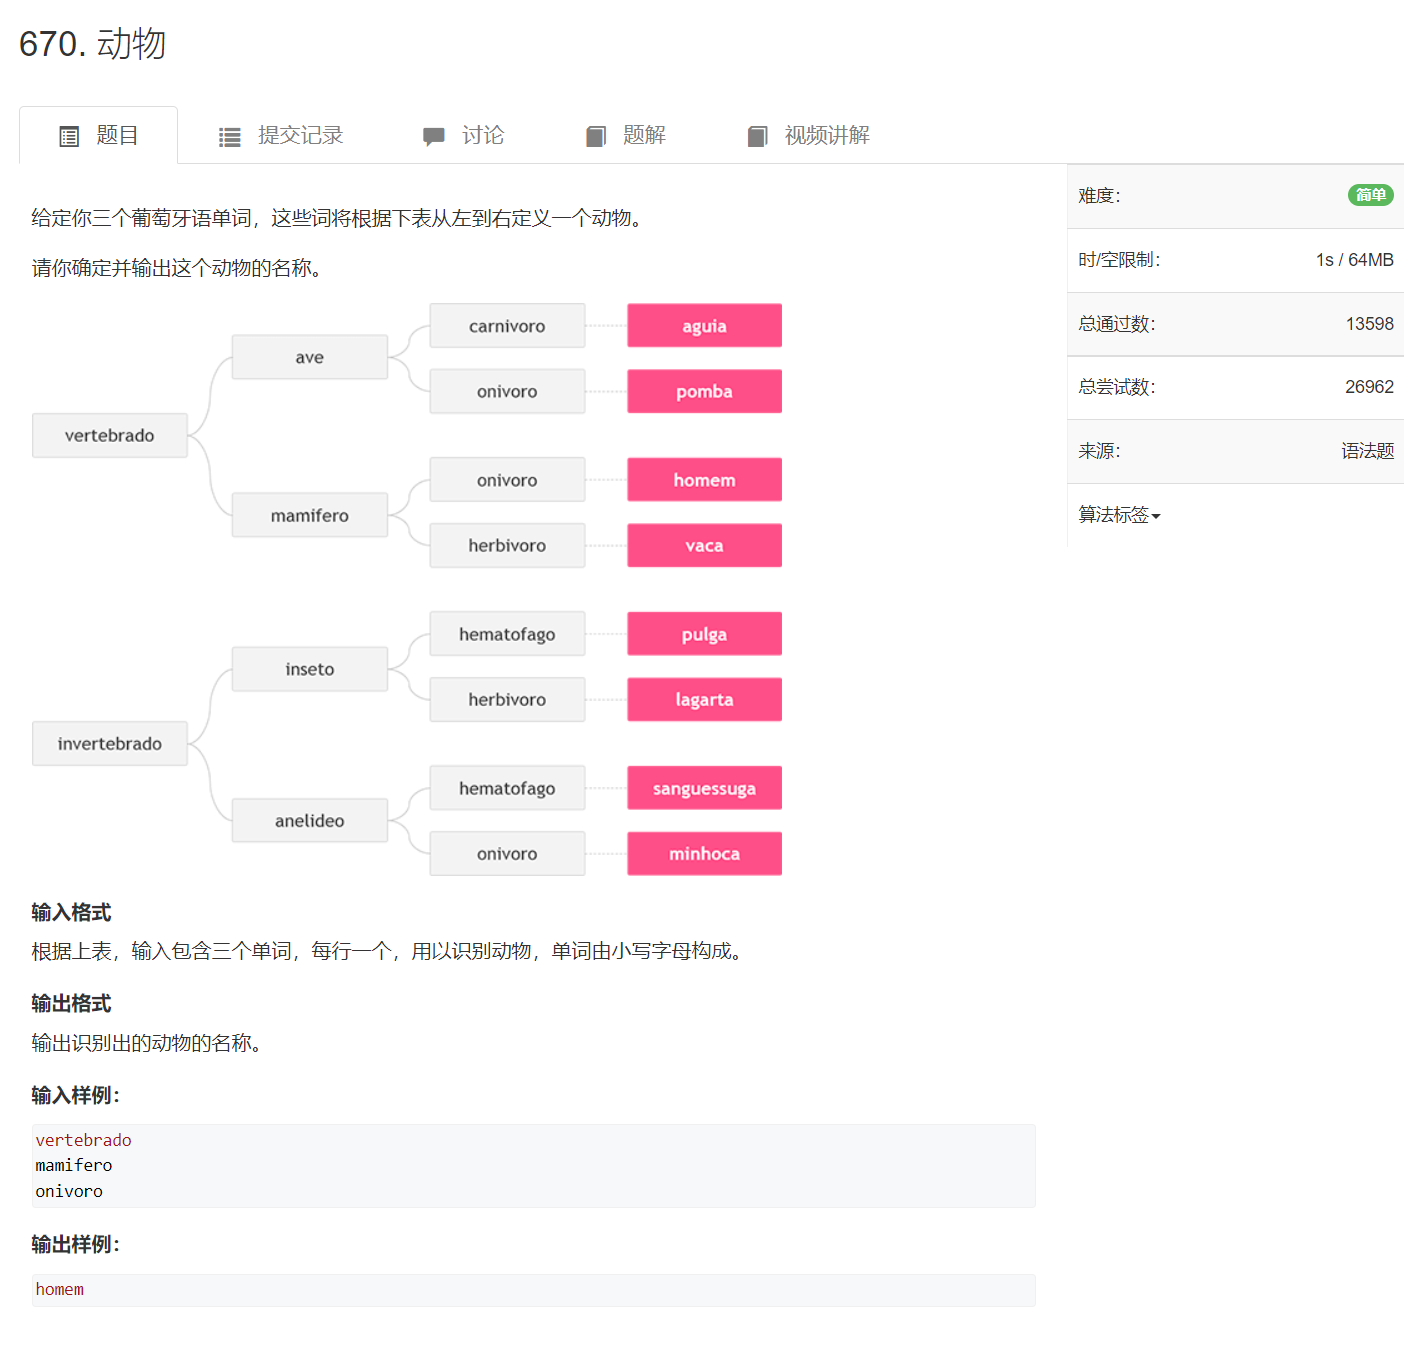 670. 动物
题目 提交记录 讨论 题解 视频讲解
给定你三个葡萄牙语单词，这些词将根据下表从左到右定义一个动物。
请你确定并输出这个动物的名称。
难度： 简单
时/空限制： 1s / 64MB
总通过数： 13598
总尝试数： 26962
来源： 语法题
算法标签
vertebrado
ave
carnivoro aguia
onivoro pomba
mamifero
onivoro homem
herbivoro vaca
invertebrado
inseto
hematofago pulga
herbivoro lagarta
anelideo
hematofago sanguessuga
onivoro minhoca
输入格式
根据上表，输入包含三个单词，每行一个，用以识别动物，单词由小写字母构成。
输出格式
输出识别出的动物的名称。
输入样例：
vertebrado
mamifero
onivoro
输出样例：
homem